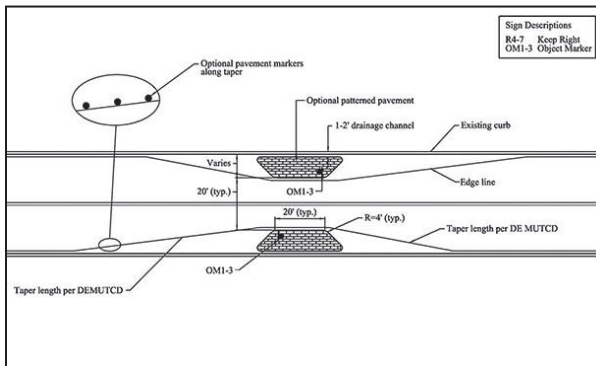 Sign Descriptions
R4-7 Keep Right
OM1-3 Object Marker
Optional pavement markers
along taper
Optional patterned pavement
1-2' drainage channel
Existing curb
Varies
OM1-3
Edge line
20' (typ.)
20' (typ.)
R=4' (typ.)
Taper length per DE MUTCD
Taper length per DEMUTCD
OM1-3